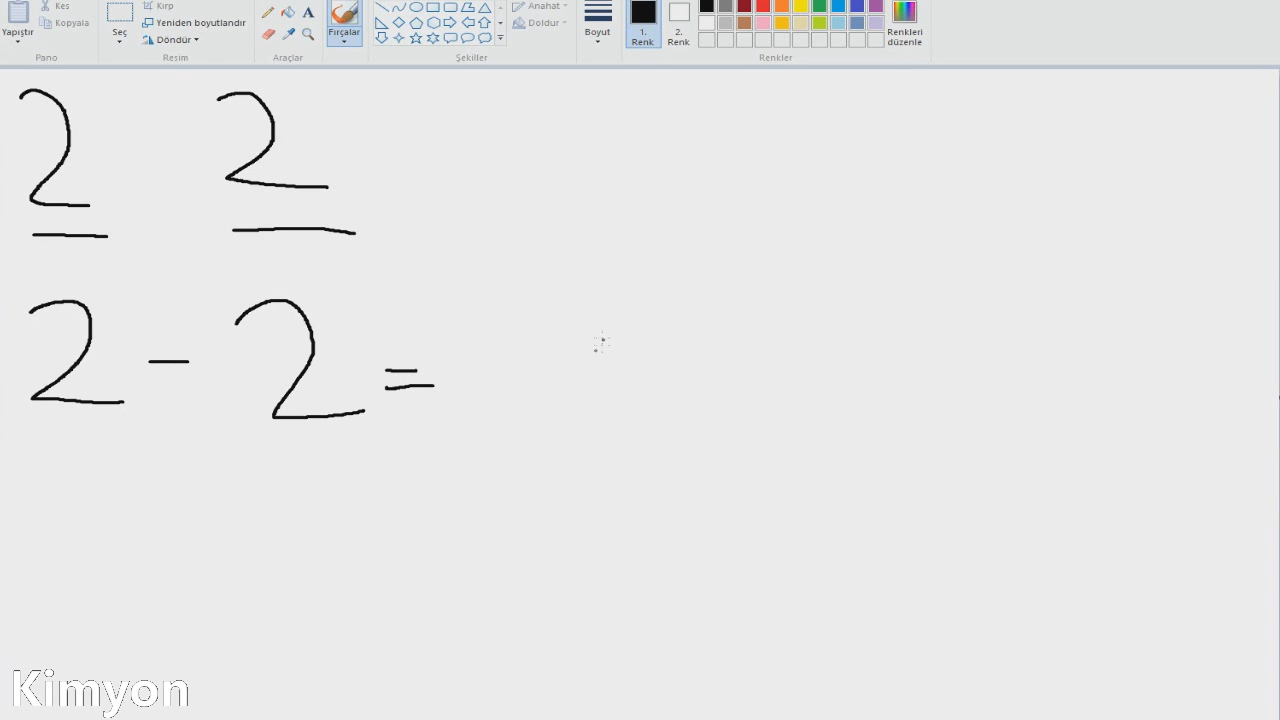 Yapıştır
Kes
Kopyala
Pano
Seç
Kırp
Yeniden boyutlandır
Döndür
Resim
A
Araçlar
Fırçalar
Şekiller
Anahat
Doldur
Boyut
1. Renk
2. Renk
Renkler
Renkleri düzenle
2 2
2 - 2 =
Kimyon